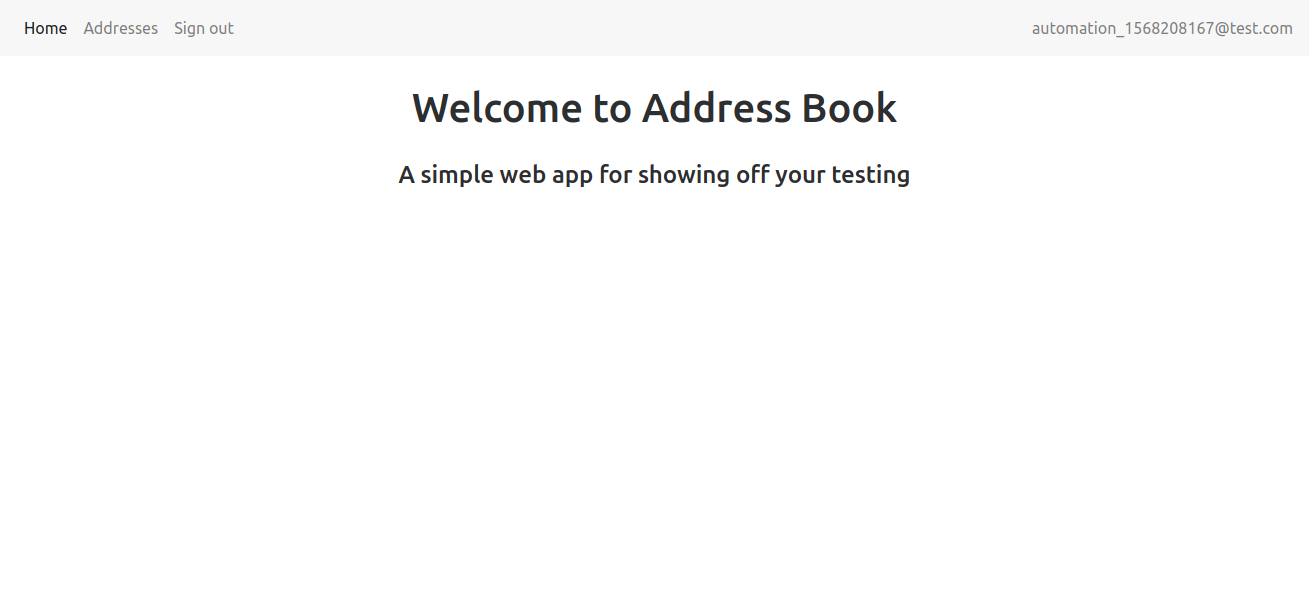 Home Addresses Sign out automation_1568208167@test.com
Welcome to Address Book
A simple web app for showing off your testing